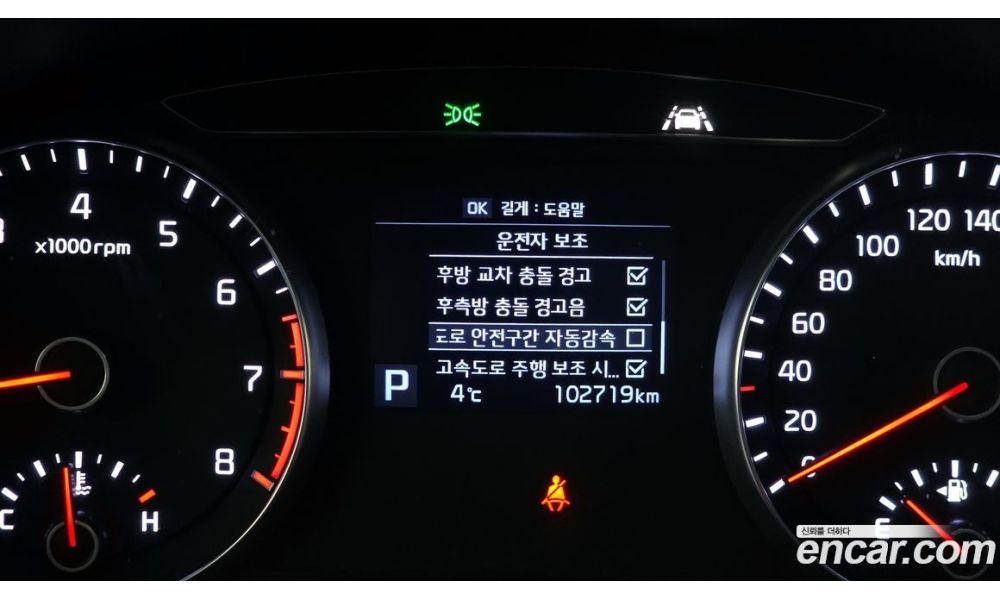 OK 길게 : 도움말
운전자 보조
후방 교차 충돌 경고
후측방 충돌 경고음
도로 안전구간 자동감속
고속도로 주행 보조 시...
P
4℃
102719km
4
5
6
7
8
x1000rpm
C
H
0
20
40
60
80
100
120
140
km/h
E
신뢰를 더하다
encar.com